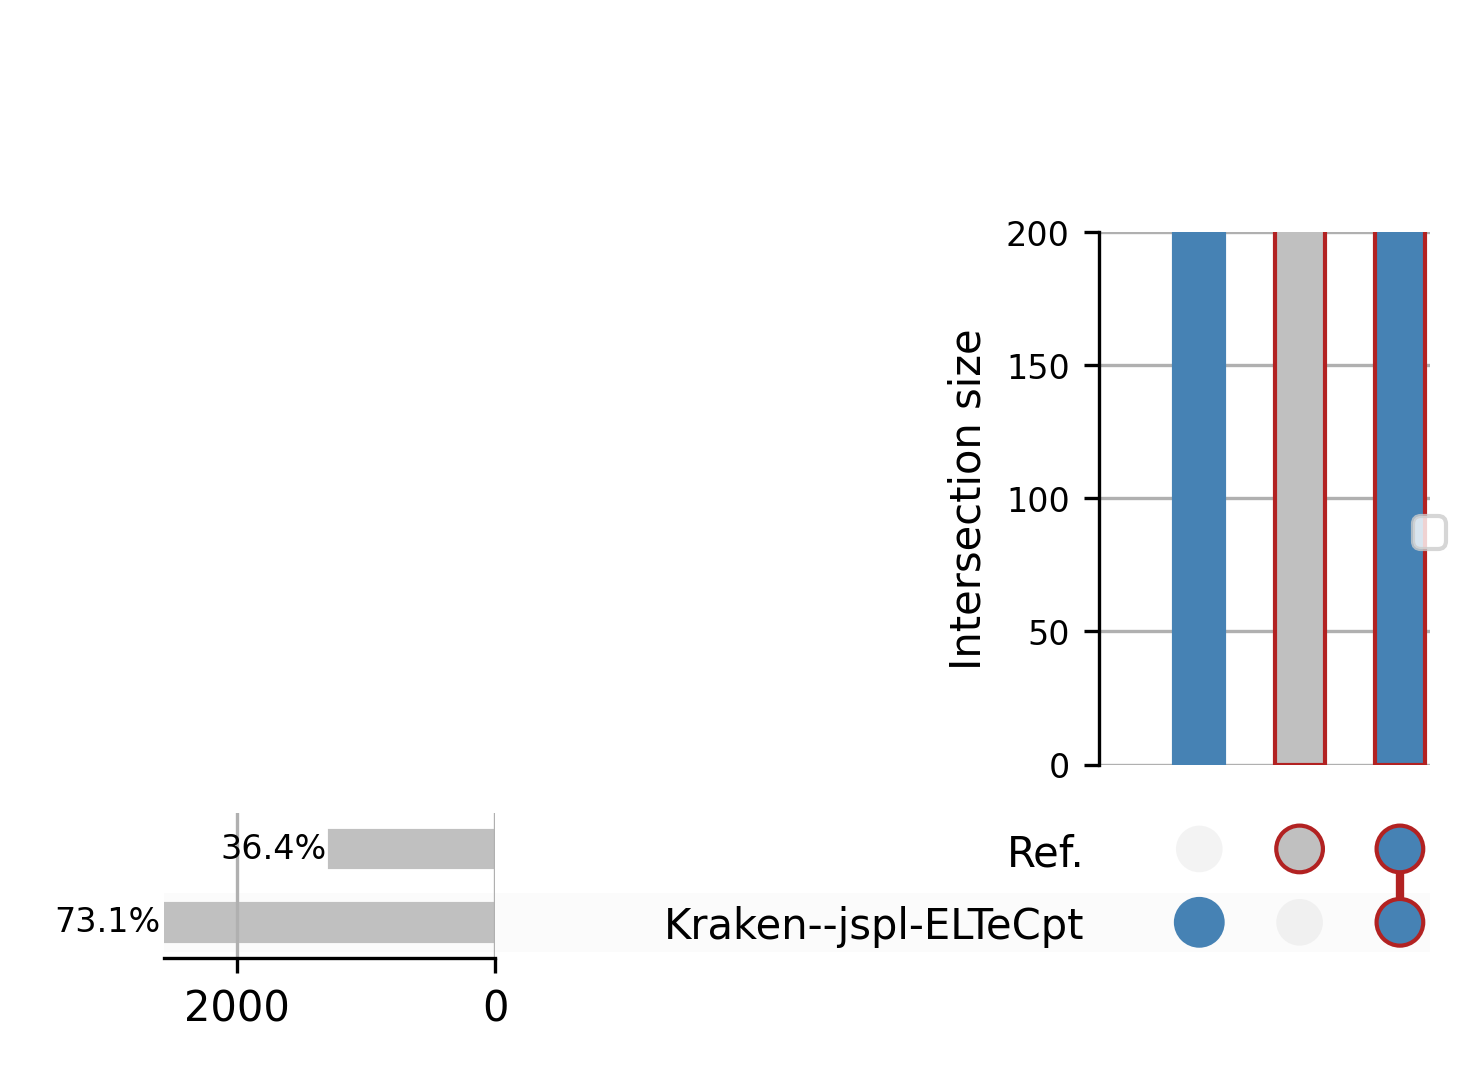 200
150
100
50
0
Intersection size
36.4%
Ref.
73.1%
Kraken--jspl-ELTeCpt
2000 0